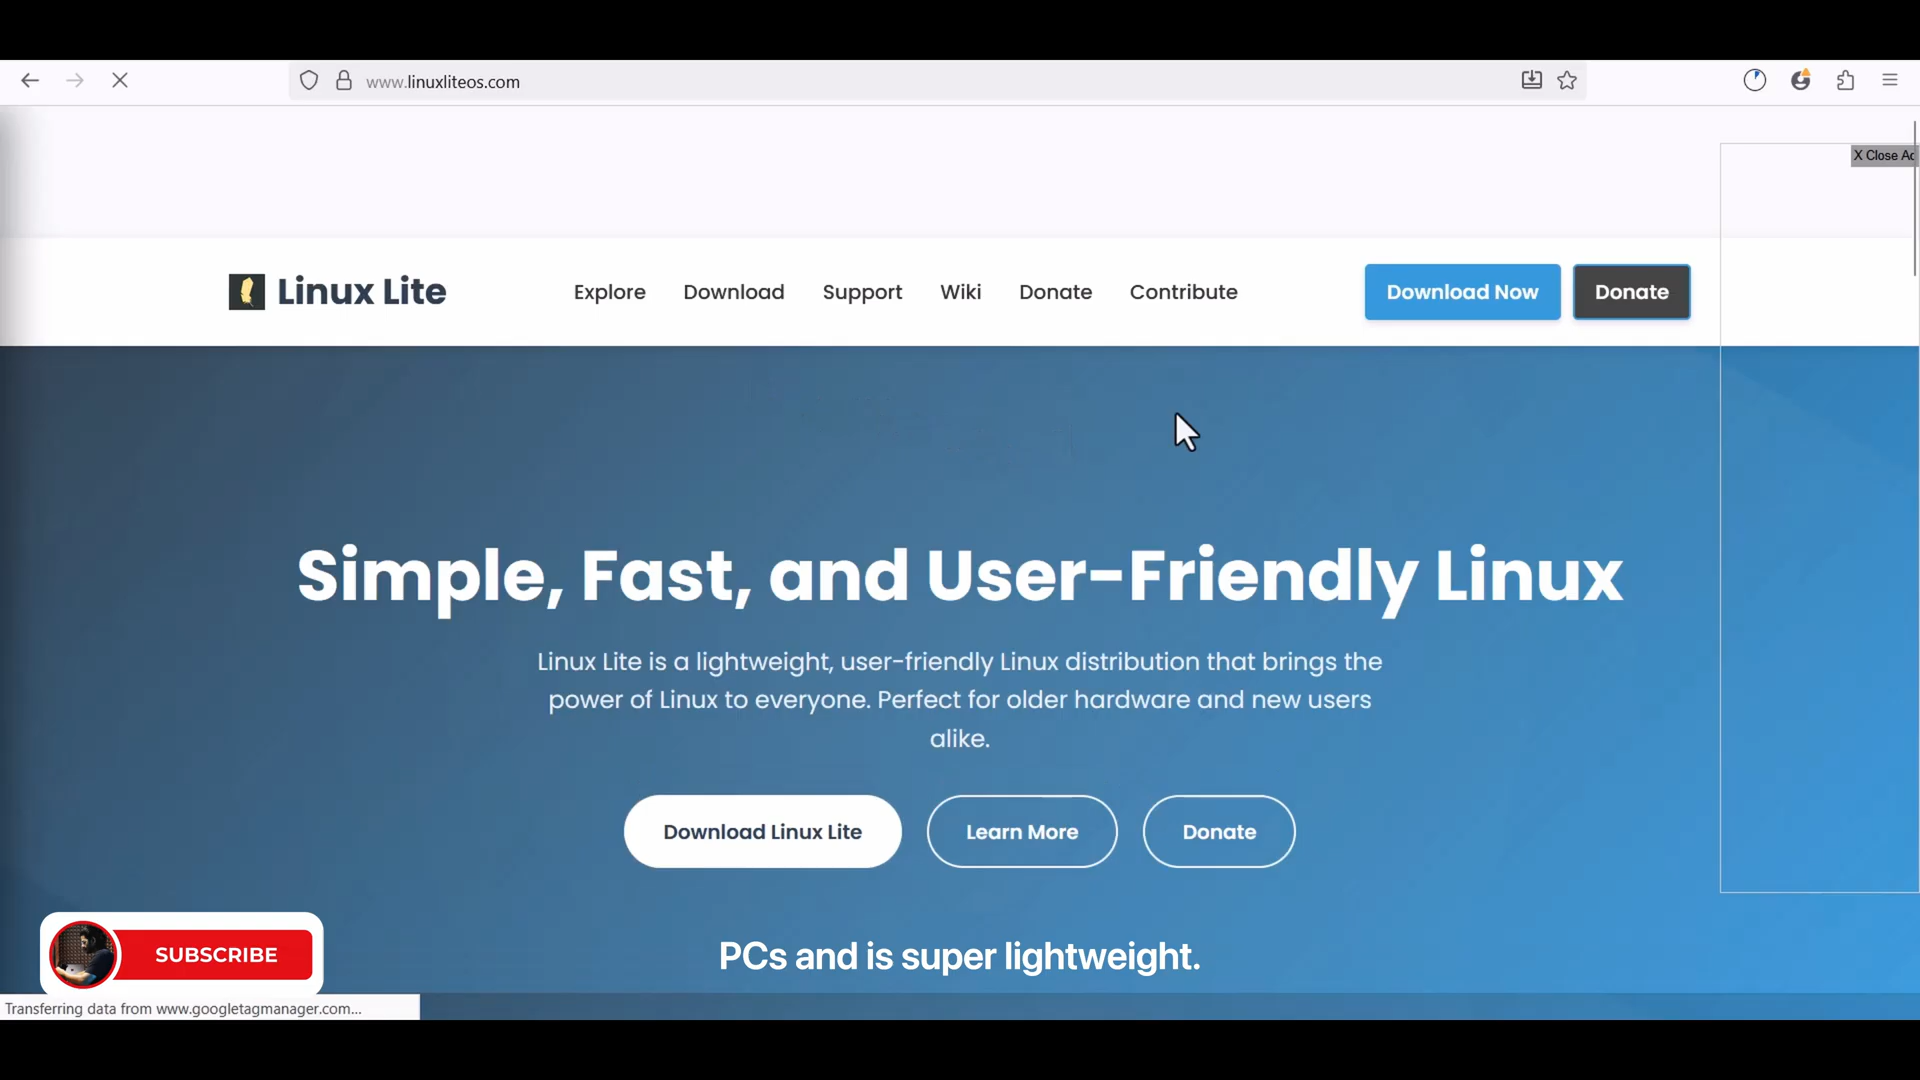 www.linuxliteos.com
X Close Ad
Linux Lite
Explore
Download
Support
Wiki
Donate
Contribute
Download Now
Donate
Simple, Fast, and User-Friendly Linux
Linux Lite is a lightweight, user-friendly Linux distribution that brings the
power of Linux to everyone. Perfect for older hardware and new users
alike.
Download Linux Lite
Learn More
Donate
SUBSCRIBE
PCs and is super lightweight.
Transferring data from www.googletagmanager.com...